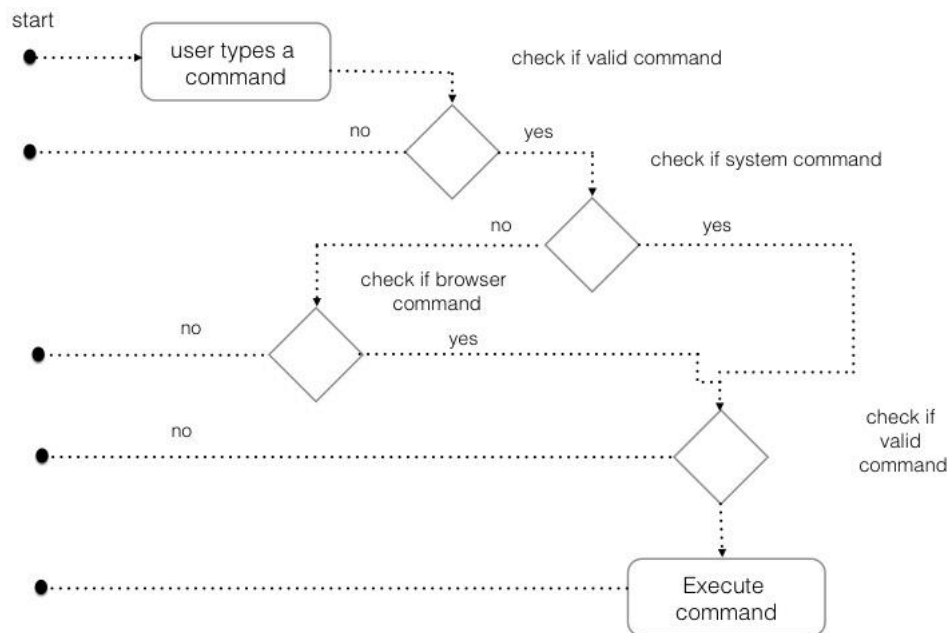 start
user types a
command
check if valid command
no
yes
check if system command
no
yes
check if browser
command
no
yes
check if
valid
command
no
Execute
command